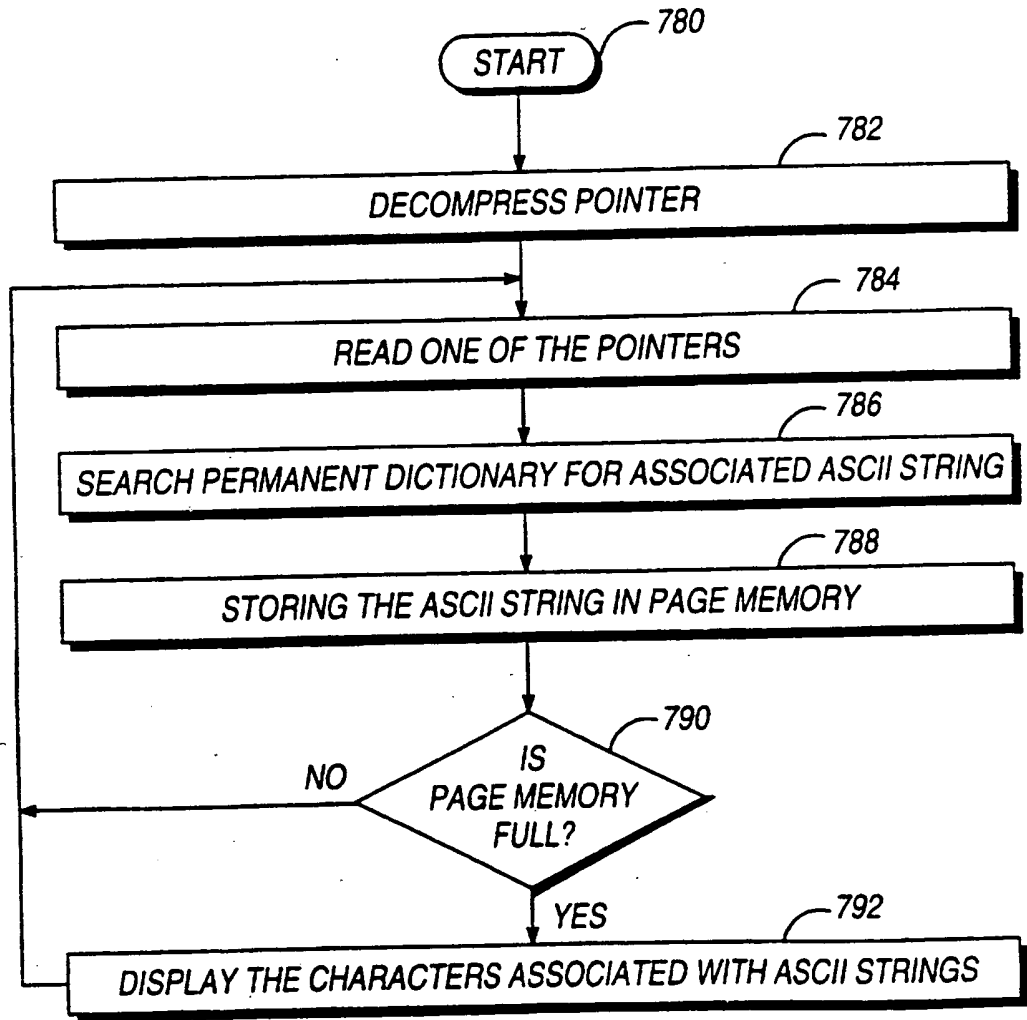 780
START
782
DECOMPRESS POINTER
784
READ ONE OF THE POINTERS
786
SEARCH PERMANENT DICTIONARY FOR ASSOCIATED ASCII STRING
788
STORING THE ASCII STRING IN PAGE MEMORY
790
IS
PAGE MEMORY
FULL?
NO
YES
792
DISPLAY THE CHARACTERS ASSOCIATED WITH ASCII STRINGS